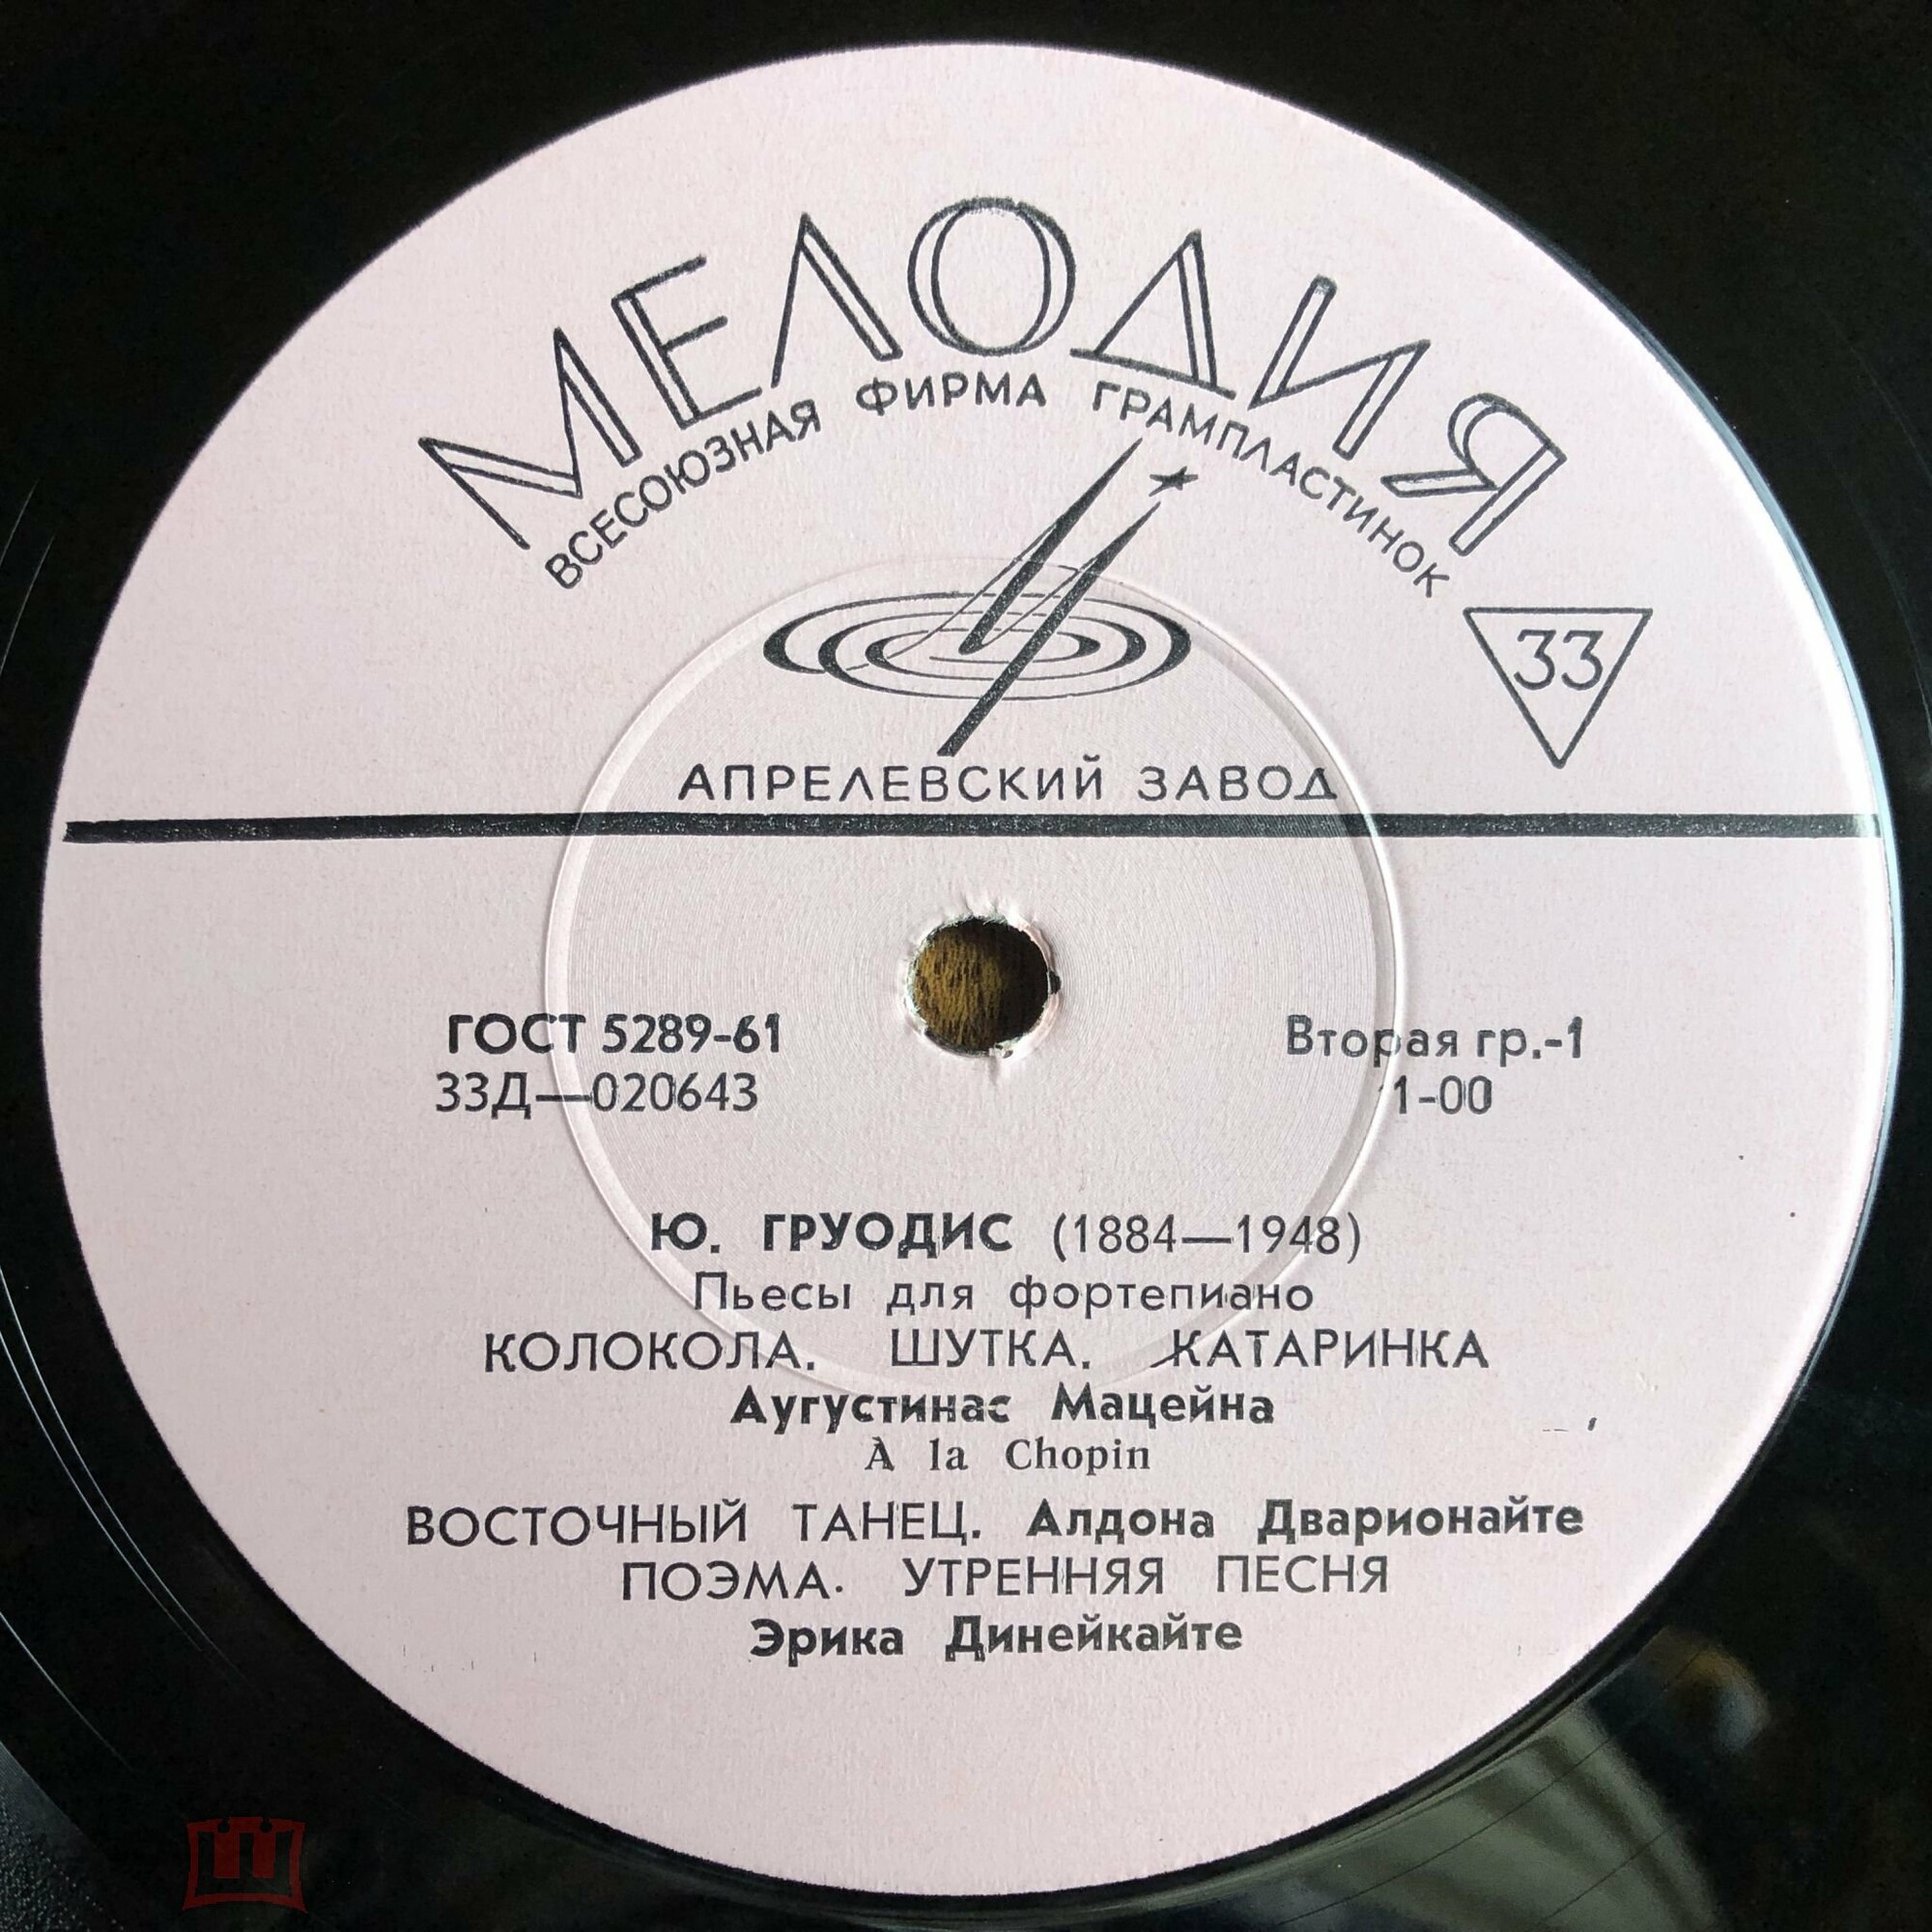 МЕЛОДИЯ
ВСЕСОЮЗНАЯ ФИРМА ГРАМПЛАСТИНОК
33
АПРЕЛЕВСКИЙ ЗАВОД
ГОСТ 5289-61
33Д—020643
Вторая гр.-1
1-00
Ю. ГРУОДИС (1884—1948)
Пьесы для фортепиано
КОЛОКОЛА. ШУТКА. КАТАРИНКА
Аугустинас Мацейна
À la Chopin
ВОСТОЧНЫЙ ТАНЕЦ. Алдона Дварионайте
ПОЭМА. УТРЕННЯЯ ПЕСНЯ
Эрика Динейкайте